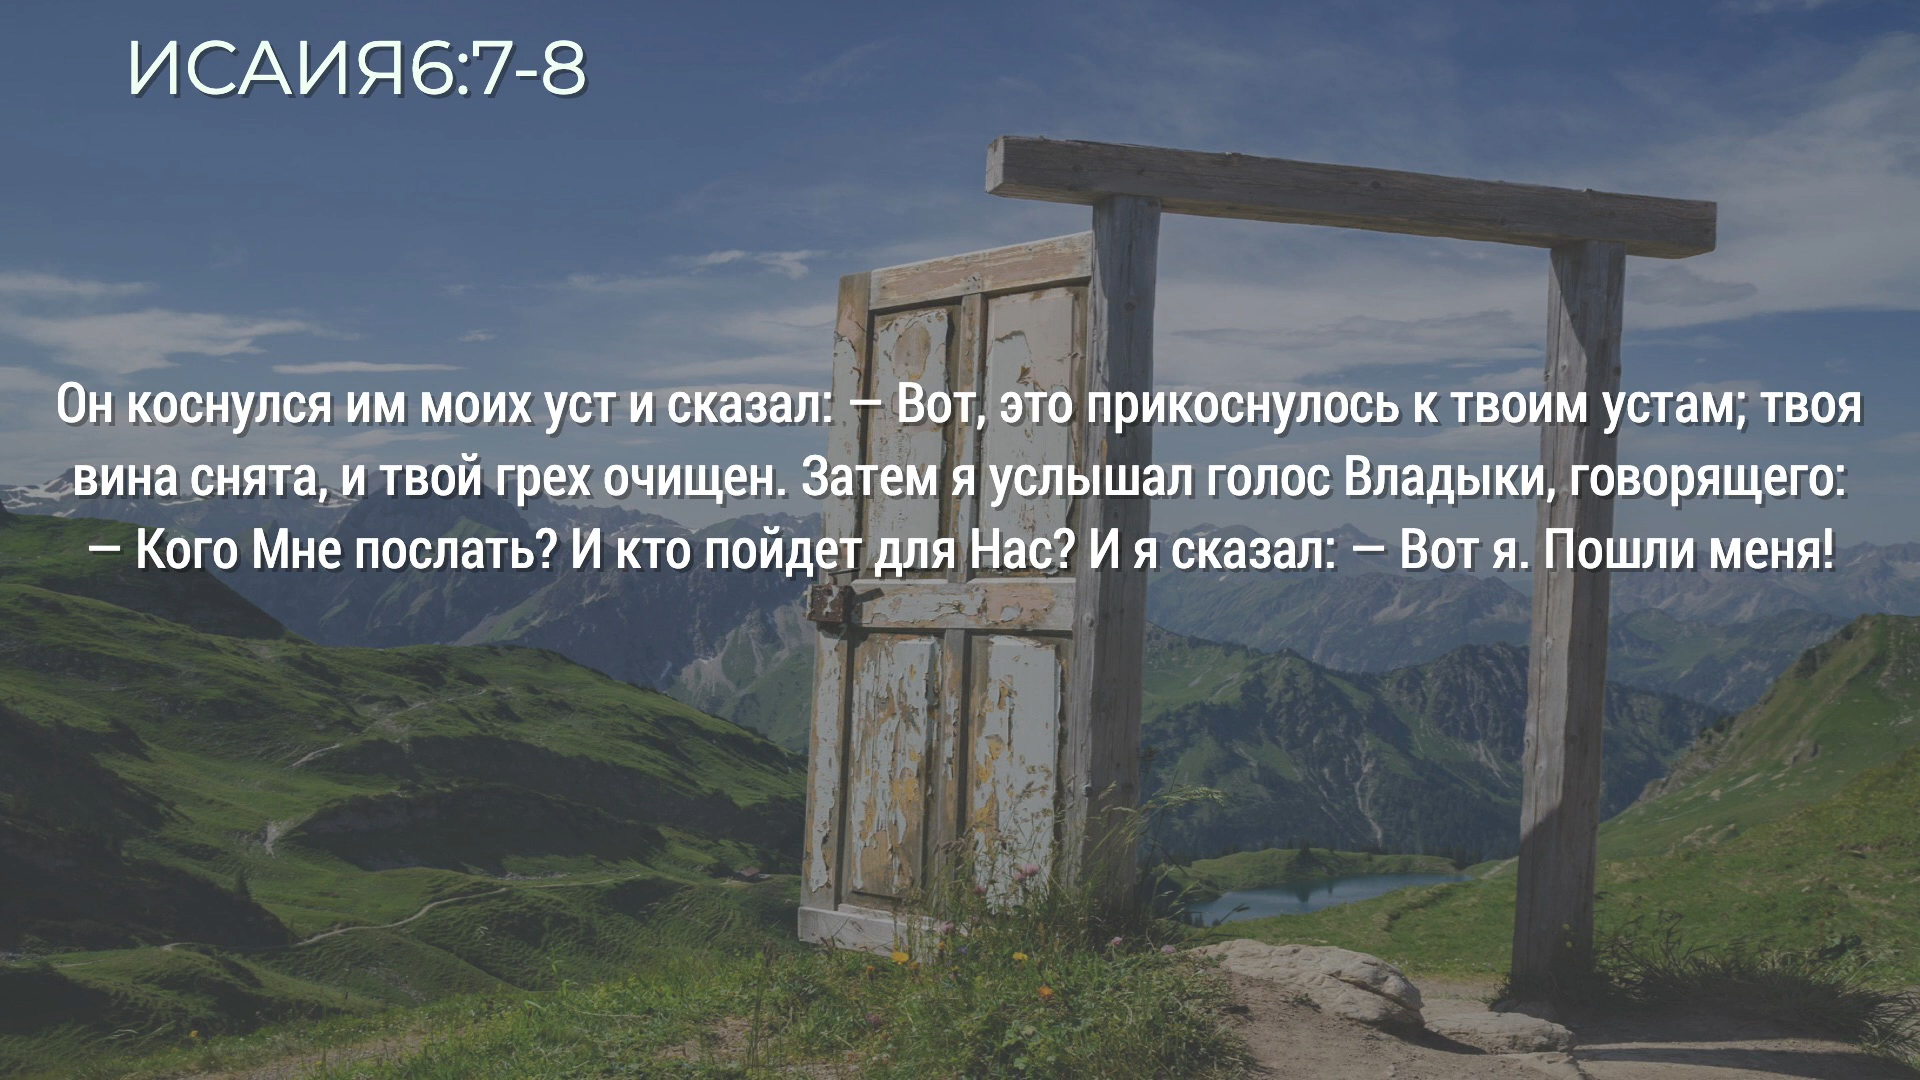 ИСАИЯ6:7-8
Он коснулся им моих уст и сказал: — Вот, это прикоснулось к твоим устам; твоя
вина снята, и твой грех очищен. Затем я услышал голос Владыки, говорящего:
— Кого Мне послать? И кто пойдет для Нас? И я сказал: — Вот я. Пошли меня!